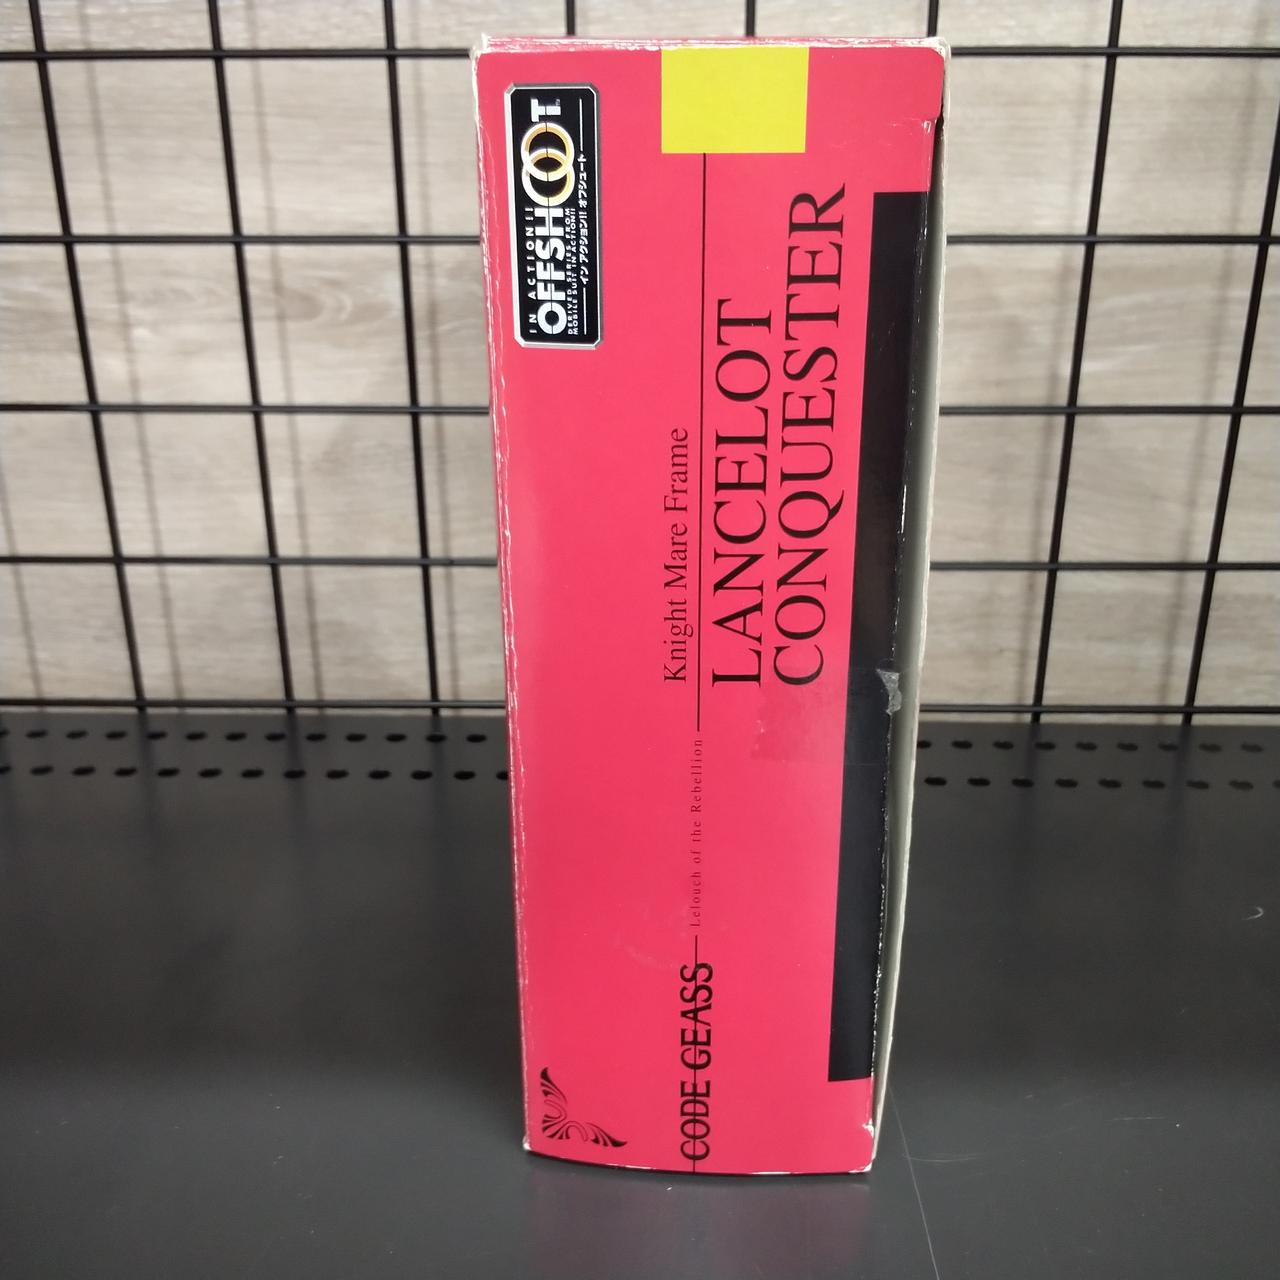 IN ACTION!!
OFFSHOOT™
DERIVED SERIES FROM
MOBILE SUIT IN ACTION!!
イン アクション!! オフシュート
Knight Mare Frame
LANCELOT
CONQUESTER
CODE GEASS
Lelouch of the Rebellion